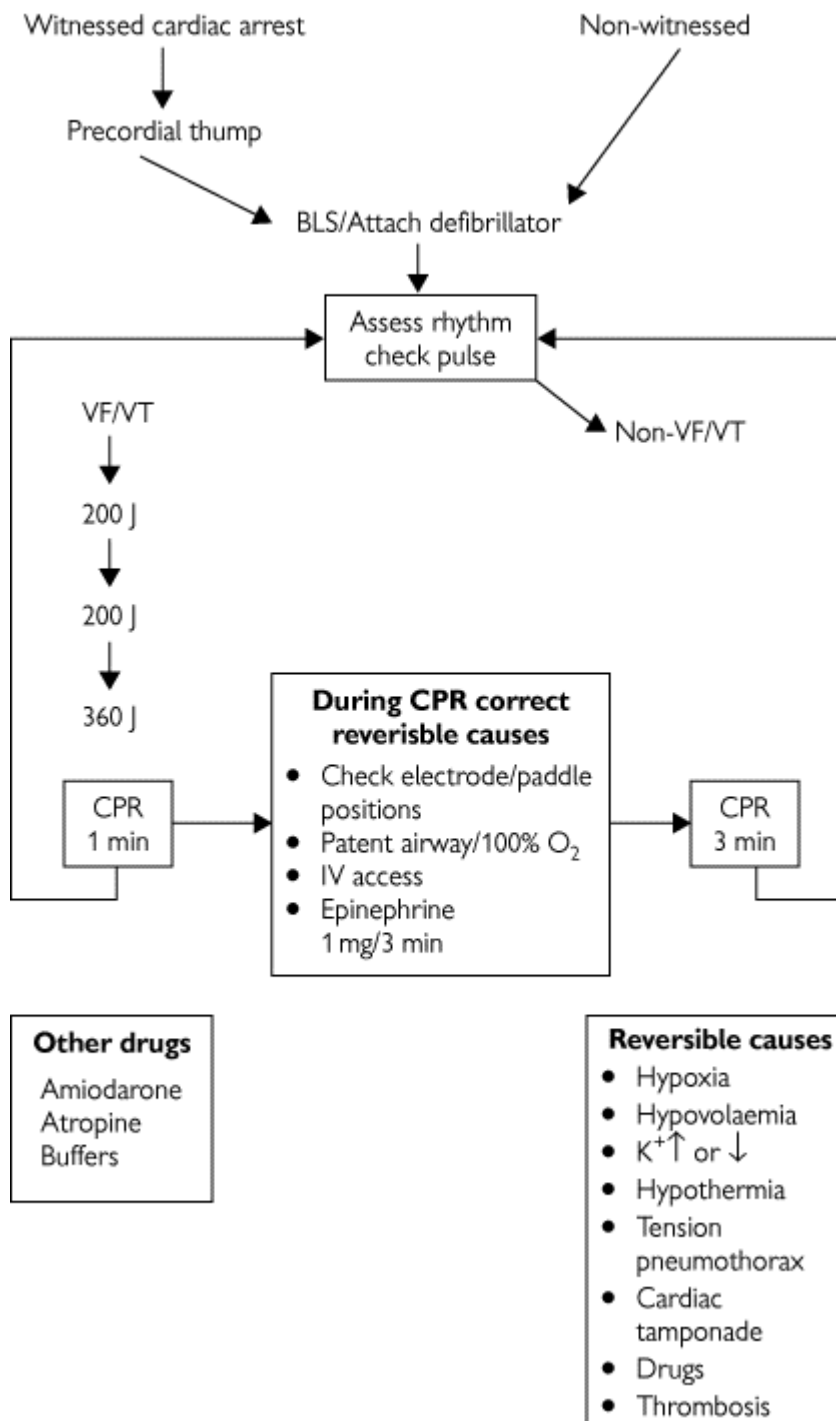 Witnessed cardiac arrest
Non-witnessed
Precordial thump
BLS/Attach defibrillator
Assess rhythm
check pulse
VF/VT
Non-VF/VT
200 J
200 J
360 J
During CPR correct
reverisble causes
• Check electrode/paddle
positions
• Patent airway/100% O₂
• IV access
• Epinephrine
1 mg/3 min
CPR
1 min
CPR
3 min
Other drugs
Amiodarone
Atropine
Buffers
Reversible causes
• Hypoxia
• Hypovolaemia
• K⁺↑ or ↓
• Hypothermia
• Tension
pneumothorax
• Cardiac
tamponade
• Drugs
• Thrombosis